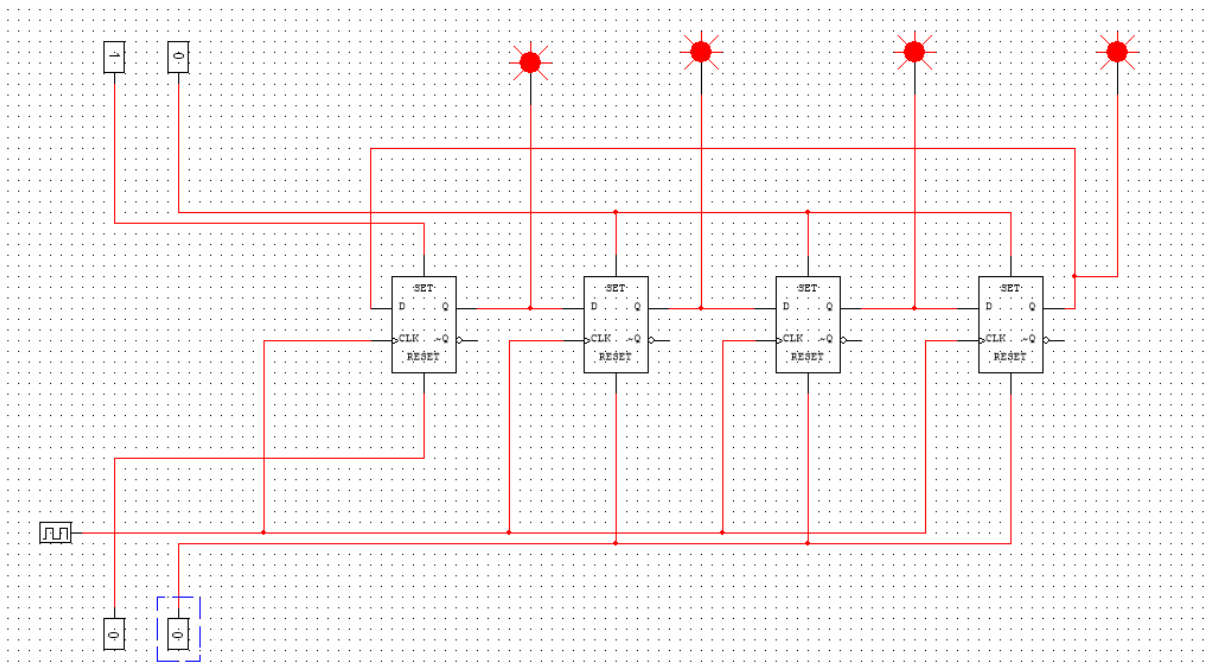 1 0
SET SET SET SET
D Q D Q D Q D Q
CLK ~Q CLK ~Q CLK ~Q CLK ~Q
RESET RESET RESET RESET
0 0